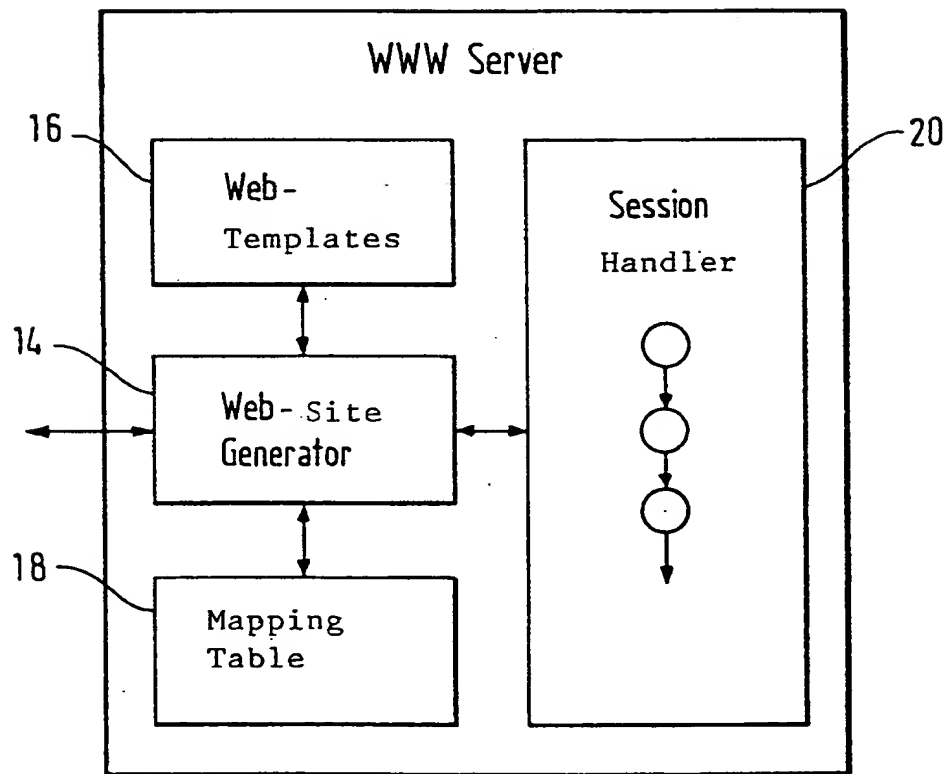 WWW Server
16
Web-
Templates
20
Session
Handler
14
Web-Site
Generator
18
Mapping
Table